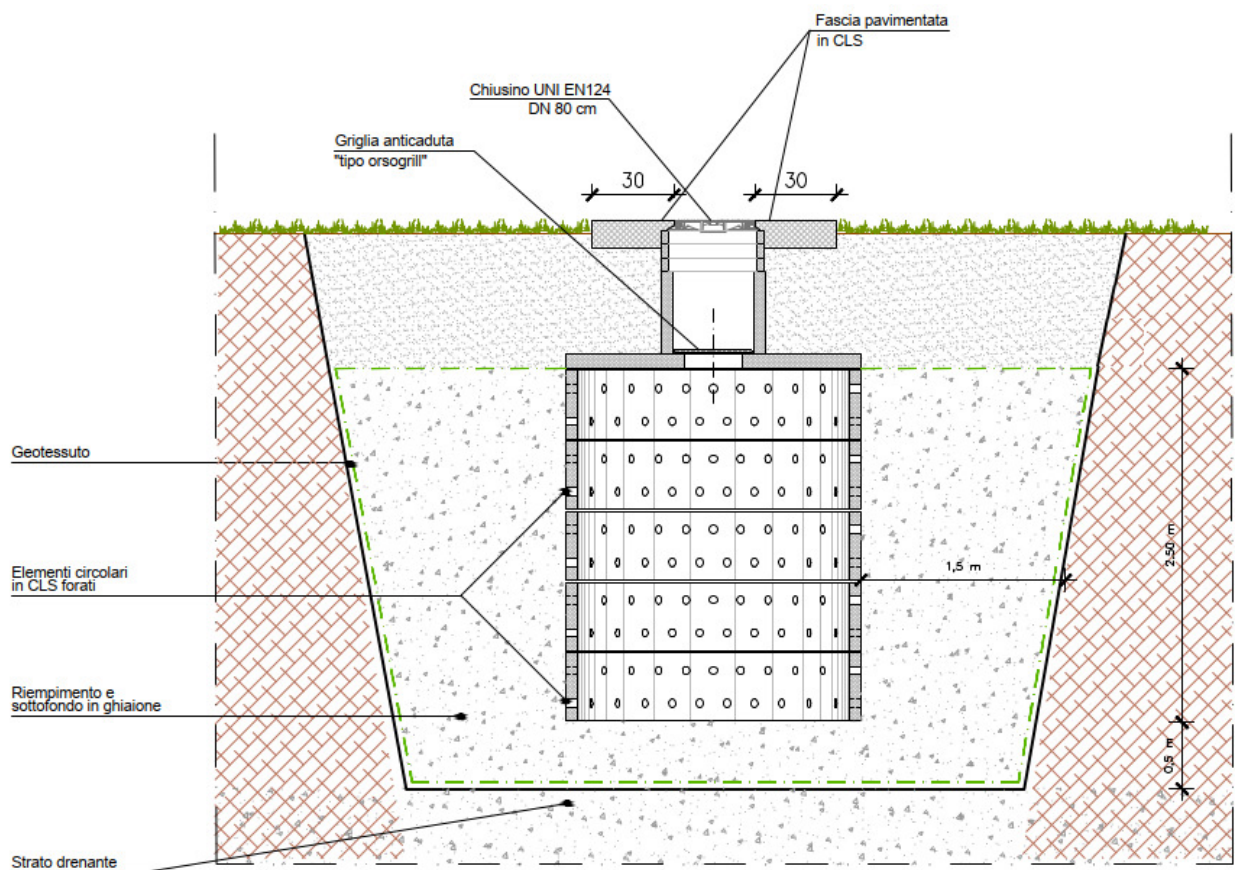 Fascia pavimentata
in CLS
Chiusino UNI EN124
DN 80 cm
Griglia anticaduta
"tipo orsogrill"
30
30
Geotessuto
2.50 m
1,5 m
Elementi circolari
in CLS forati
Riempimento e
sottofondo in ghiaione
0,5 m
Strato drenante